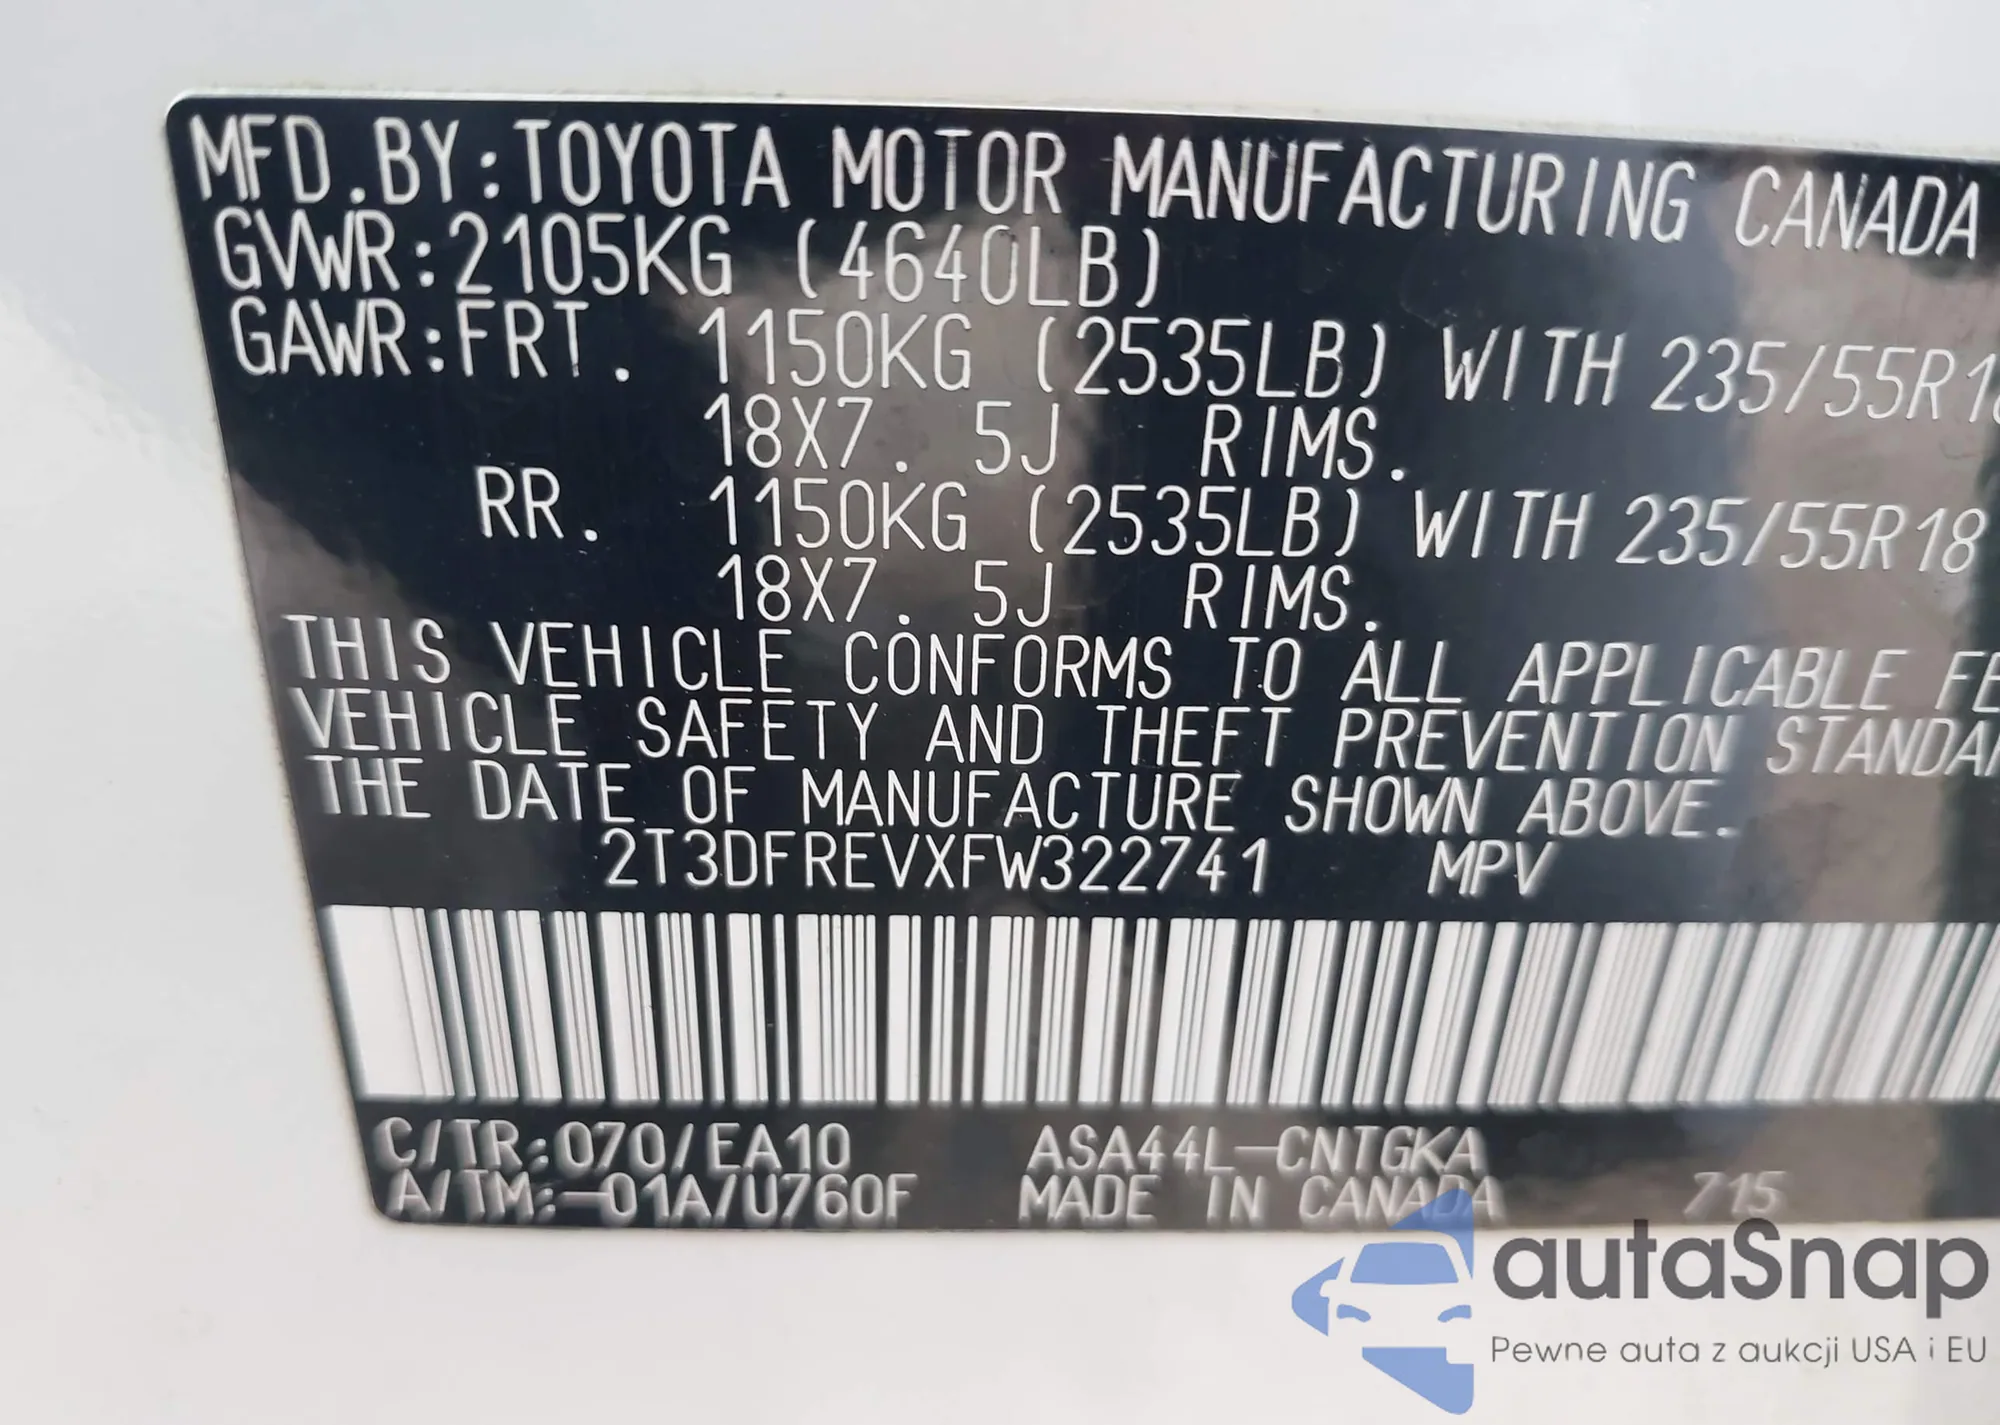 MFD.BY:TOYOTA MOTOR MANUFACTURING CANADA
GVWR:2105KG (4640LB)
GAWR:FRT. 1150KG (2535LB) WITH 235/55R18
18X7. 5J RIMS.
RR. 1150KG (2535LB) WITH 235/55R18
18X7. 5J RIMS.
THIS VEHICLE CONFORMS TO ALL APPLICABLE FE
VEHICLE SAFETY AND THEFT PREVENTION STANDA
THE DATE OF MANUFACTURE SHOWN ABOVE.
2T3DFREVXFW322741 MPV
C/TR:070/EA10 ASA44L-CNTGKA
A/TM:-01A/U760F MADE IN CANADA 715
autaSnap
Pewne auta z aukcji USA i EU